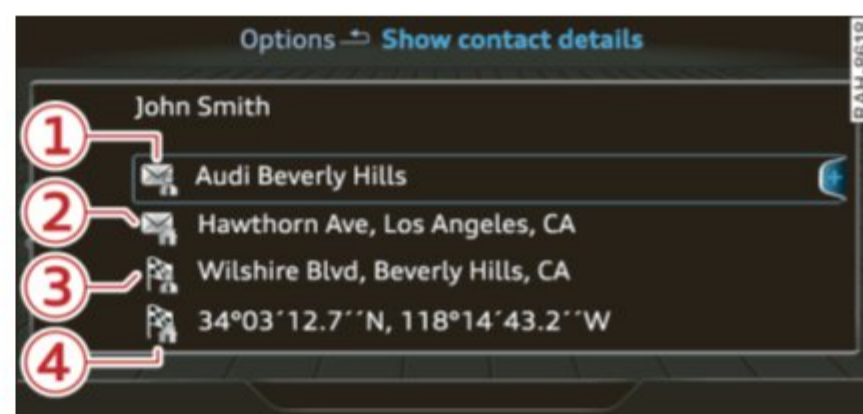 Options Show contact details
John Smith
1
Audi Beverly Hills
2
Hawthorn Ave, Los Angeles, CA
3
Wilshire Blvd, Beverly Hills, CA
4
34°03´12.7´´N, 118°14´43.2´´W